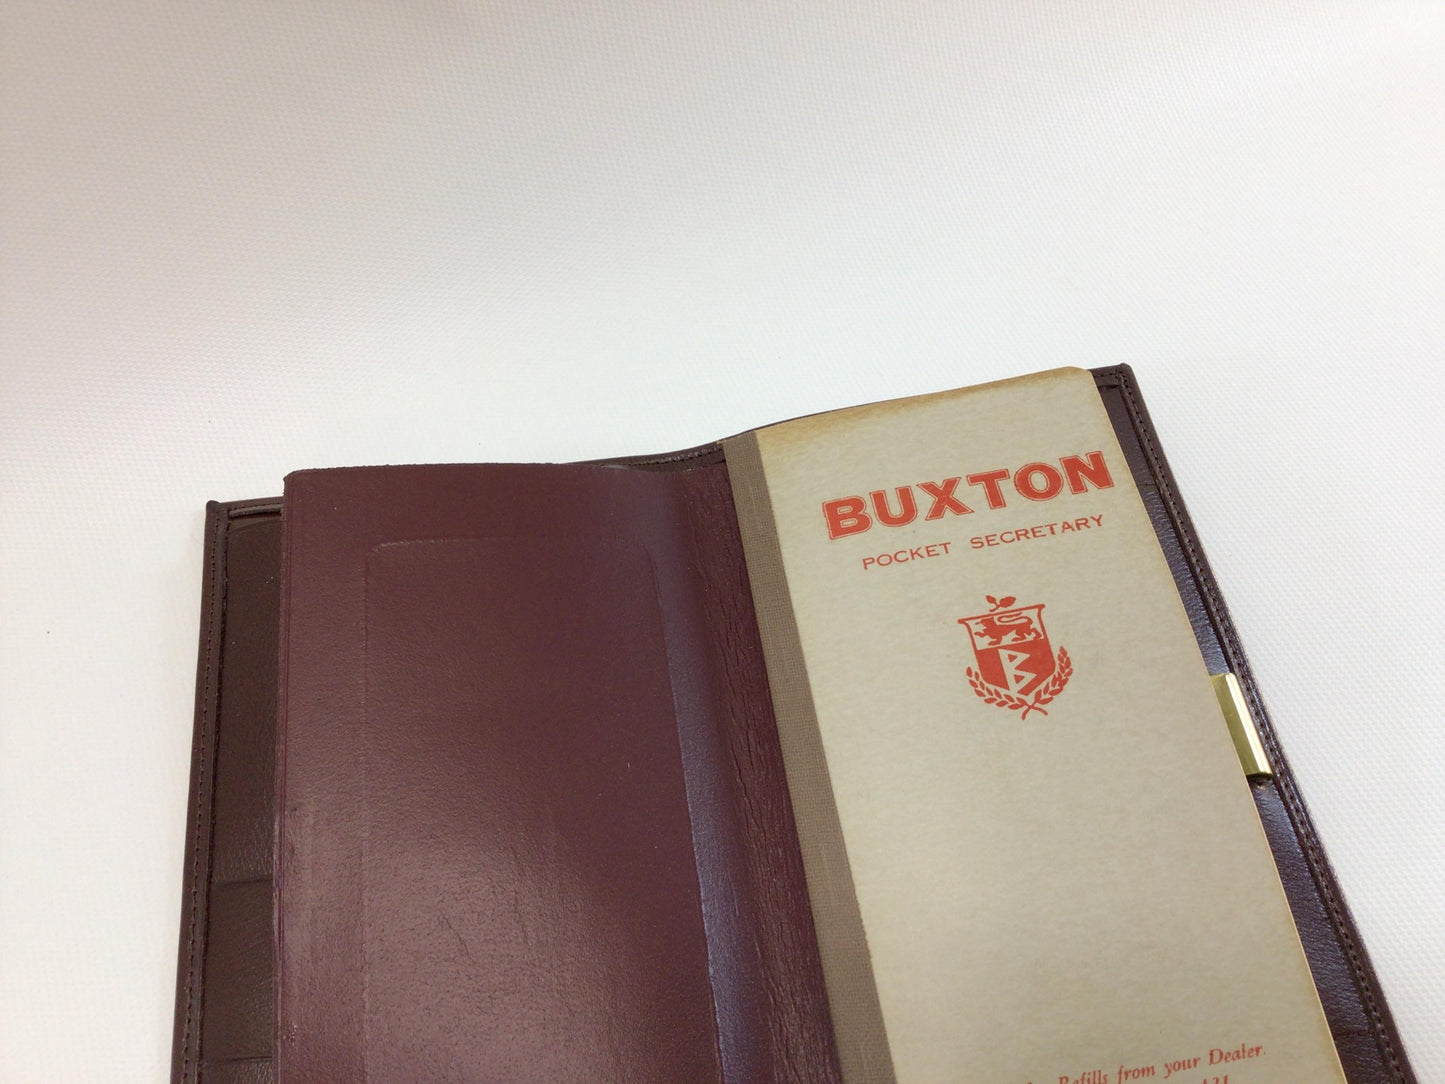 BUXTON
POCKET SECRETARY
B
Refills from your Dealer.